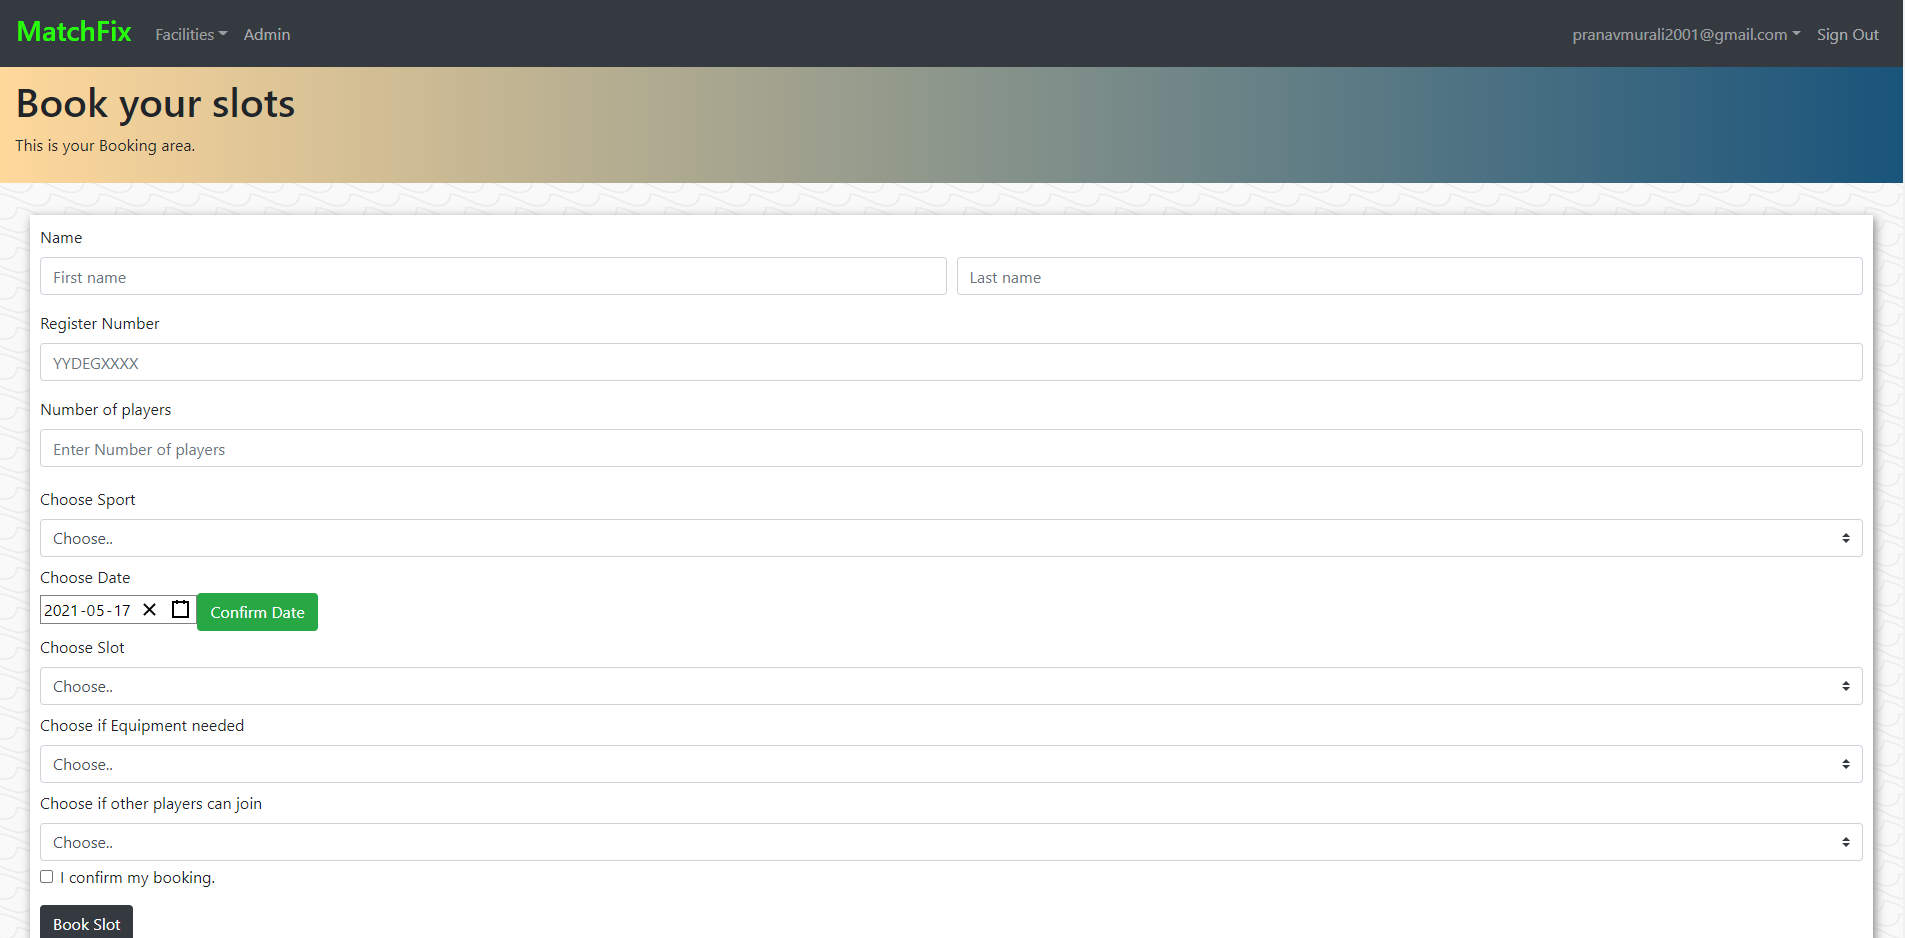 MatchFix Facilities Admin pranavmurali2001@gmail.com Sign Out
Book your slots
This is your Booking area.
Name
First name Last name
Register Number
YYDEGXXXX
Number of players
Enter Number of players
Choose Sport
Choose..
Choose Date
2021-05-17 Confirm Date
Choose Slot
Choose..
Choose if Equipment needed
Choose..
Choose if other players can join
Choose..
I confirm my booking.
Book Slot